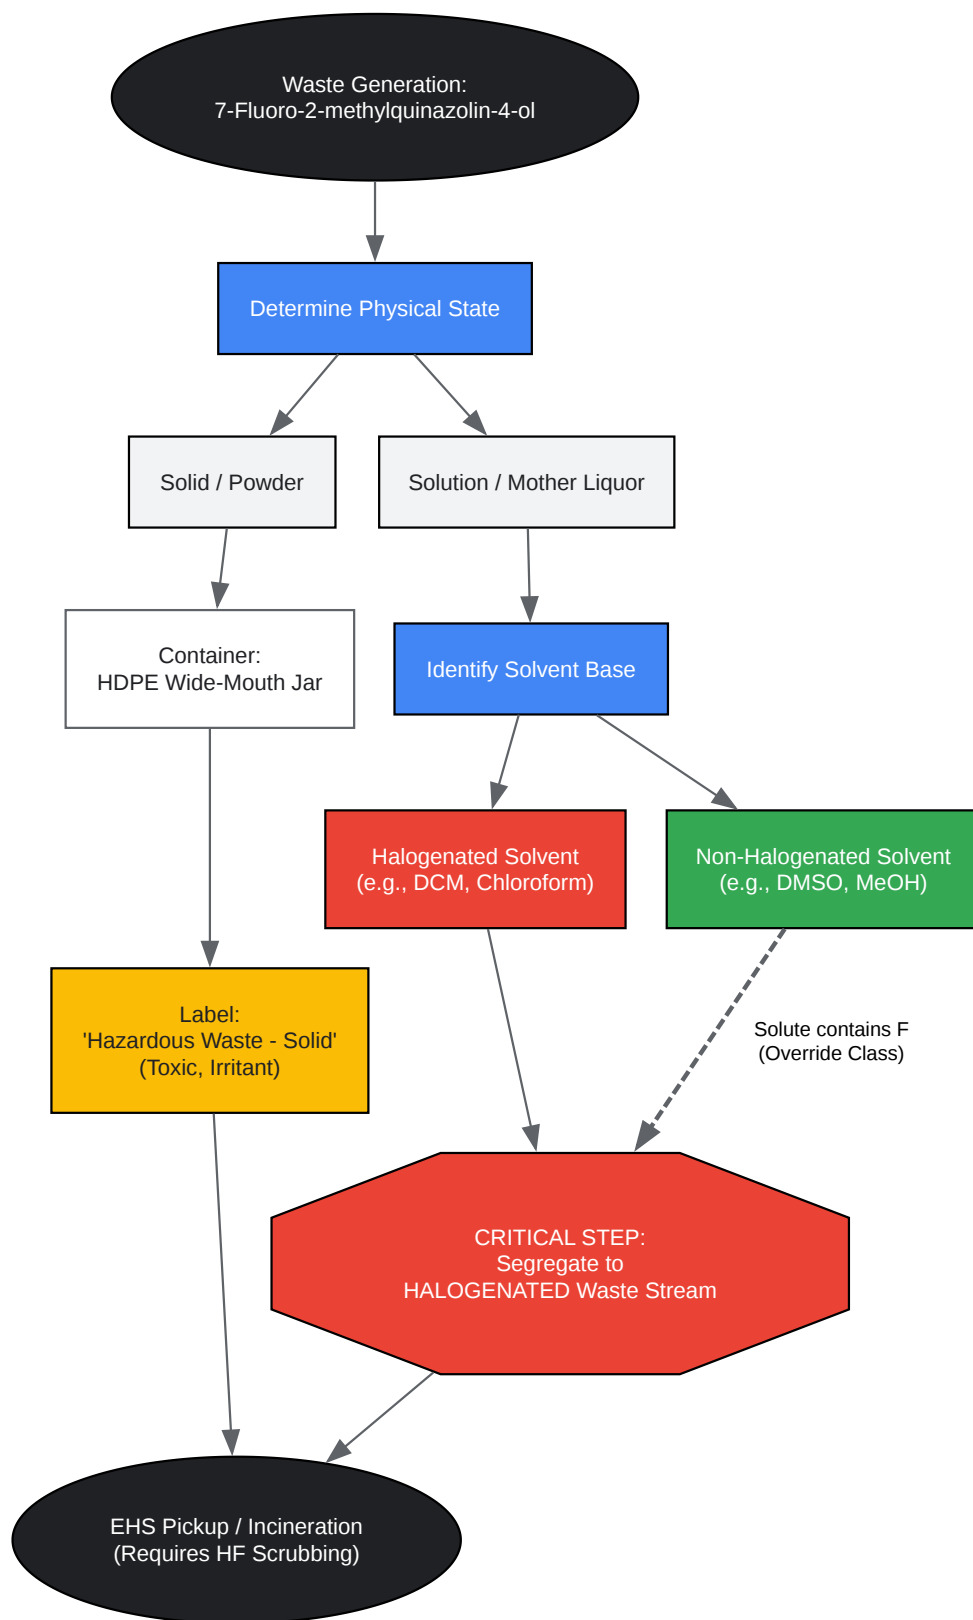 Waste Generation:
7-Fluoro-2-methylquinazolin-4-ol
Determine Physical State
Solid / Powder
Solution / Mother Liquor
Container:
HDPE Wide-Mouth Jar
Identify Solvent Base
Halogenated Solvent
(e.g., DCM, Chloroform)
Non-Halogenated Solvent
(e.g., DMSO, MeOH)
Label:
'Hazardous Waste - Solid'
(Toxic, Irritant)
Solute contains F
(Override Class)
CRITICAL STEP:
Segregate to
HALOGENATED Waste Stream
EHS Pickup / Incineration
(Requires HF Scrubbing)